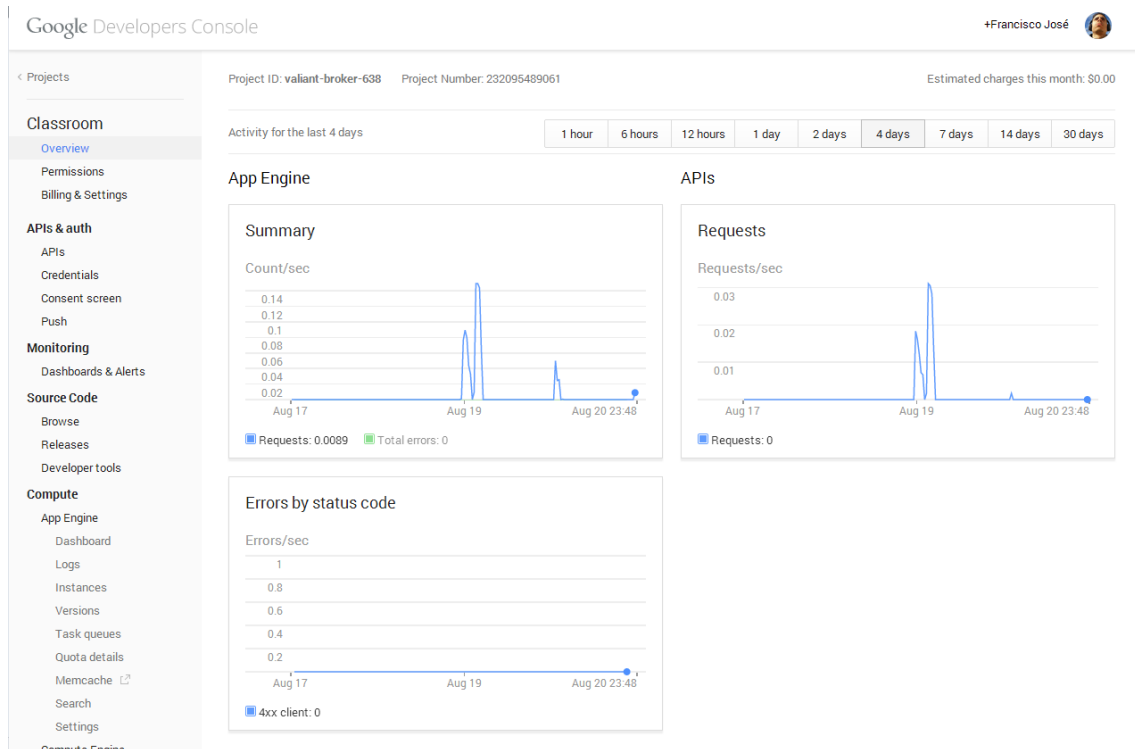 Google Developers Console
+Francisco José
< Projects
Classroom
Overview
Permissions
Billing & Settings
APIs & auth
APIs
Credentials
Consent screen
Push
Monitoring
Dashboards & Alerts
Source Code
Browse
Releases
Developer tools
Compute
App Engine
Dashboard
Logs
Instances
Versions
Task queues
Quota details
Memcache
Search
Settings
Compute Engine
Project ID: valiant-broker-638 Project Number: 232095489061 Estimated charges this month: $0.00
Activity for the last 4 days 1 hour 6 hours 12 hours 1 day 2 days 4 days 7 days 14 days 30 days
App Engine
Summary
Count/sec
0.14
0.12
0.1
0.08
0.06
0.04
0.02
Aug 17 Aug 19 Aug 20 23:48
Requests: 0.0089 Total errors: 0
APIs
Requests
Requests/sec
0.03
0.02
0.01
Aug 17 Aug 19 Aug 20 23:48
Requests: 0
Errors by status code
Errors/sec
1
0.8
0.6
0.4
0.2
Aug 17 Aug 19 Aug 20 23:48
4xx client: 0